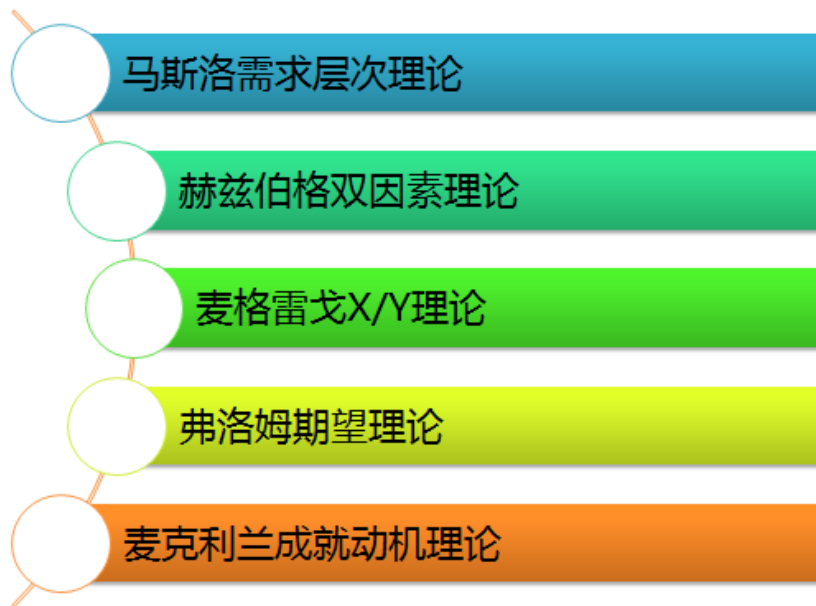 马斯洛需求层次理论
赫兹伯格双因素理论
麦格雷戈X/Y理论
弗洛姆期望理论
麦克利兰成就动机理论